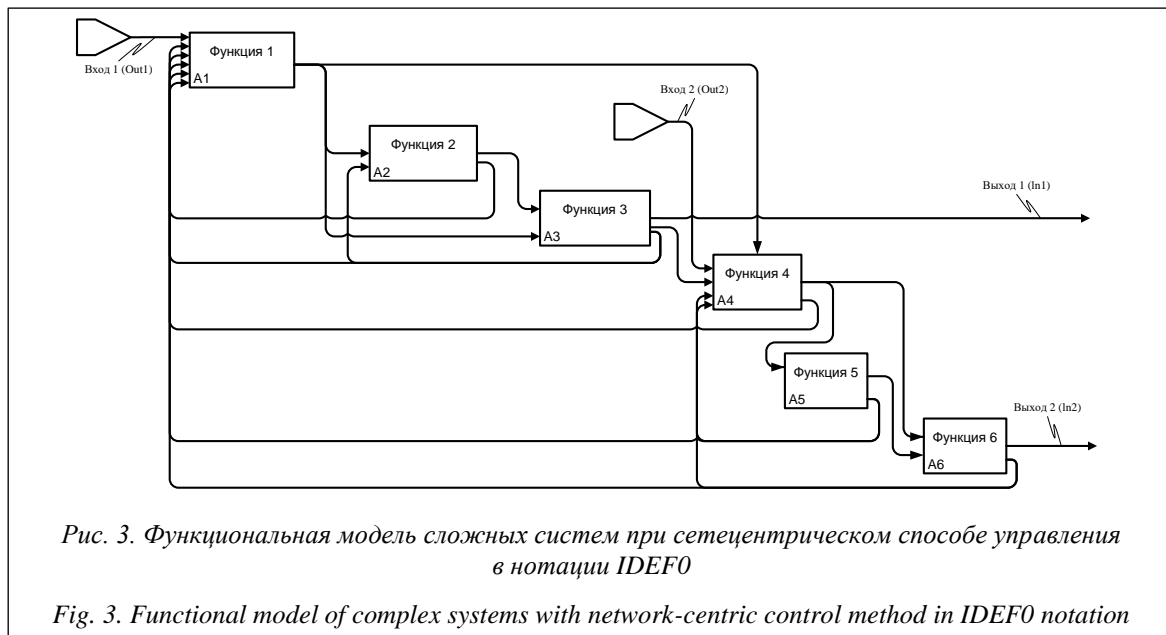 Функция 1
A1
Вход 1 (Out1)
Вход 2 (Out2)
Функция 2
A2
Функция 3
A3
Выход 1 (In1)
Функция 4
A4
Функция 5
A5
Выход 2 (In2)
Функция 6
A6
Рис. 3. Функциональная модель сложных систем при сетецентрическом способе управления
в нотации IDEF0
Fig. 3. Functional model of complex systems with network-centric control method in IDEF0 notation